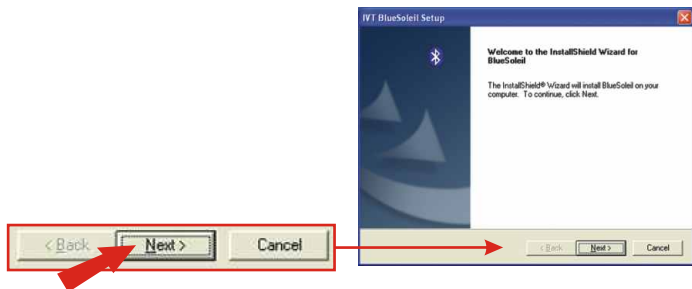 IVT BlueSoleil Setup
Welcome to the InstallShield Wizard for
BlueSoleil
The InstallShield® Wizard will install BlueSoleil on your
computer. To continue, click Next.
< Back Next > Cancel
< Back Next > Cancel